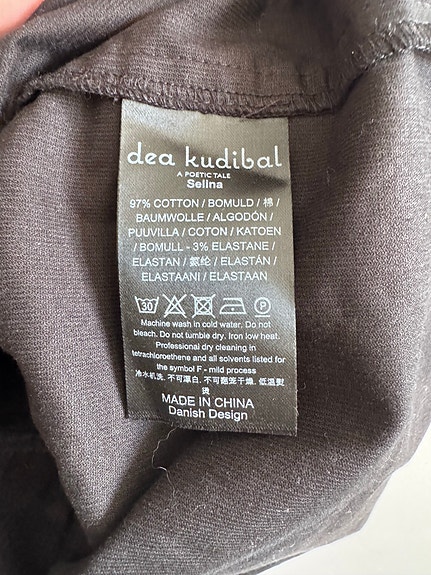 dea kudibal
A POETIC TALE
Selina
97% COTTON / BOMULD / 棉 /
BAUMWOLLE / ALGODÓN /
PUUVILLA / COTON / KATOEN
/ BOMULL - 3% ELASTANE /
ELASTAN / 氨纶 / ELASTÁN /
ELASTAANI / ELASTAAN
30 P
Machine wash in cold water. Do not
bleach. Do not tumble dry. Iron low heat.
Professional dry cleaning in
tetrachloroethene and all solvents listed for
the symbol F - mild process
冷水机洗. 不可漂白. 不可翻笼干燥. 低温熨
烫
MADE IN CHINA
Danish Design